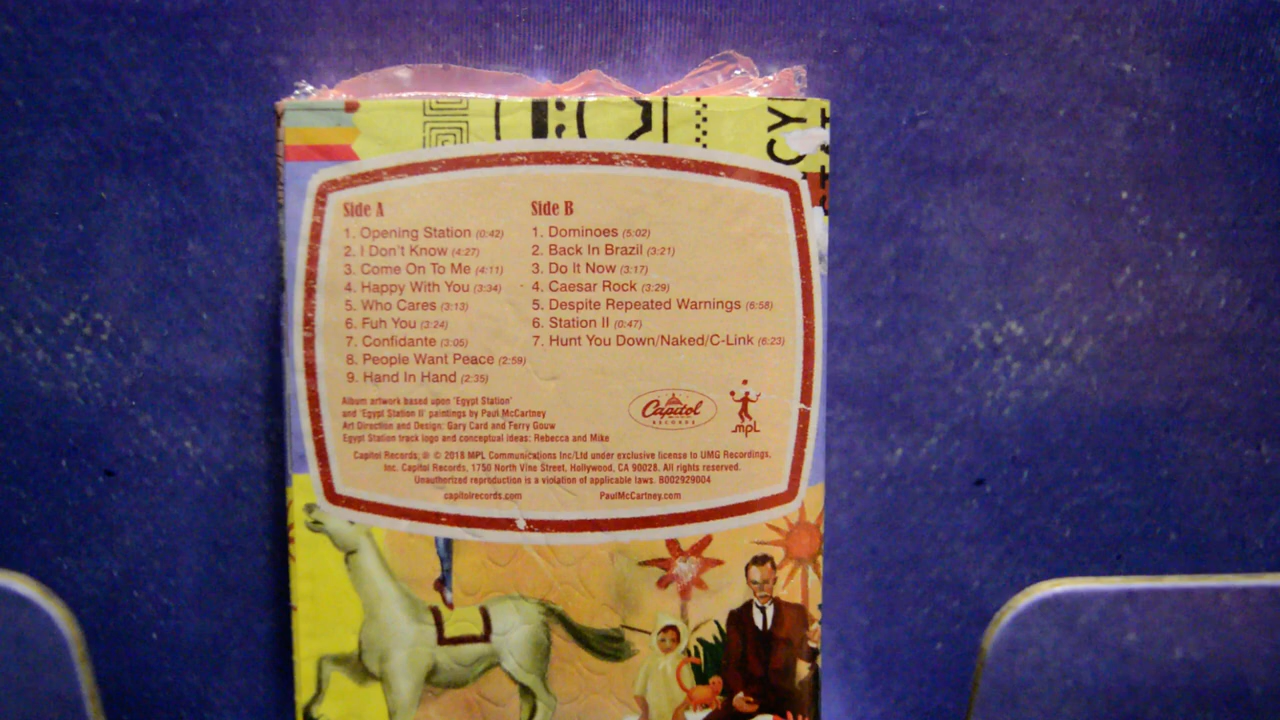 Side A
1. Opening Station (0:42)
2. I Don't Know (4:27)
3. Come On To Me (4:11)
4. Happy With You (3:34)
5. Who Cares (3:13)
6. Fuh You (3:24)
7. Confidante (3:05)
8. People Want Peace (2:59)
9. Hand In Hand (2:35)
Side B
1. Dominoes (5:02)
2. Back In Brazil (3:21)
3. Do It Now (3:17)
4. Caesar Rock (3:29)
5. Despite Repeated Warnings (6:58)
6. Station II (0:47)
7. Hunt You Down/Naked/C-Link (6:23)
Album artwork based upon 'Egypt Station'
and 'Egypt Station II' paintings by Paul McCartney
Art Direction and Design: Gary Card and Ferry Gouw
Egypt Station track logo and conceptual ideas: Rebecca and Mike
Capitol
RECORDS
mpL
Capitol Records; ℗ © 2018 MPL Communications Inc/Ltd under exclusive license to UMG Recordings,
Inc. Capitol Records, 1750 North Vine Street, Hollywood, CA 90028. All rights reserved.
Unauthorized reproduction is a violation of applicable laws. B002929004
capitolrecords.com
PaulMcCartney.com